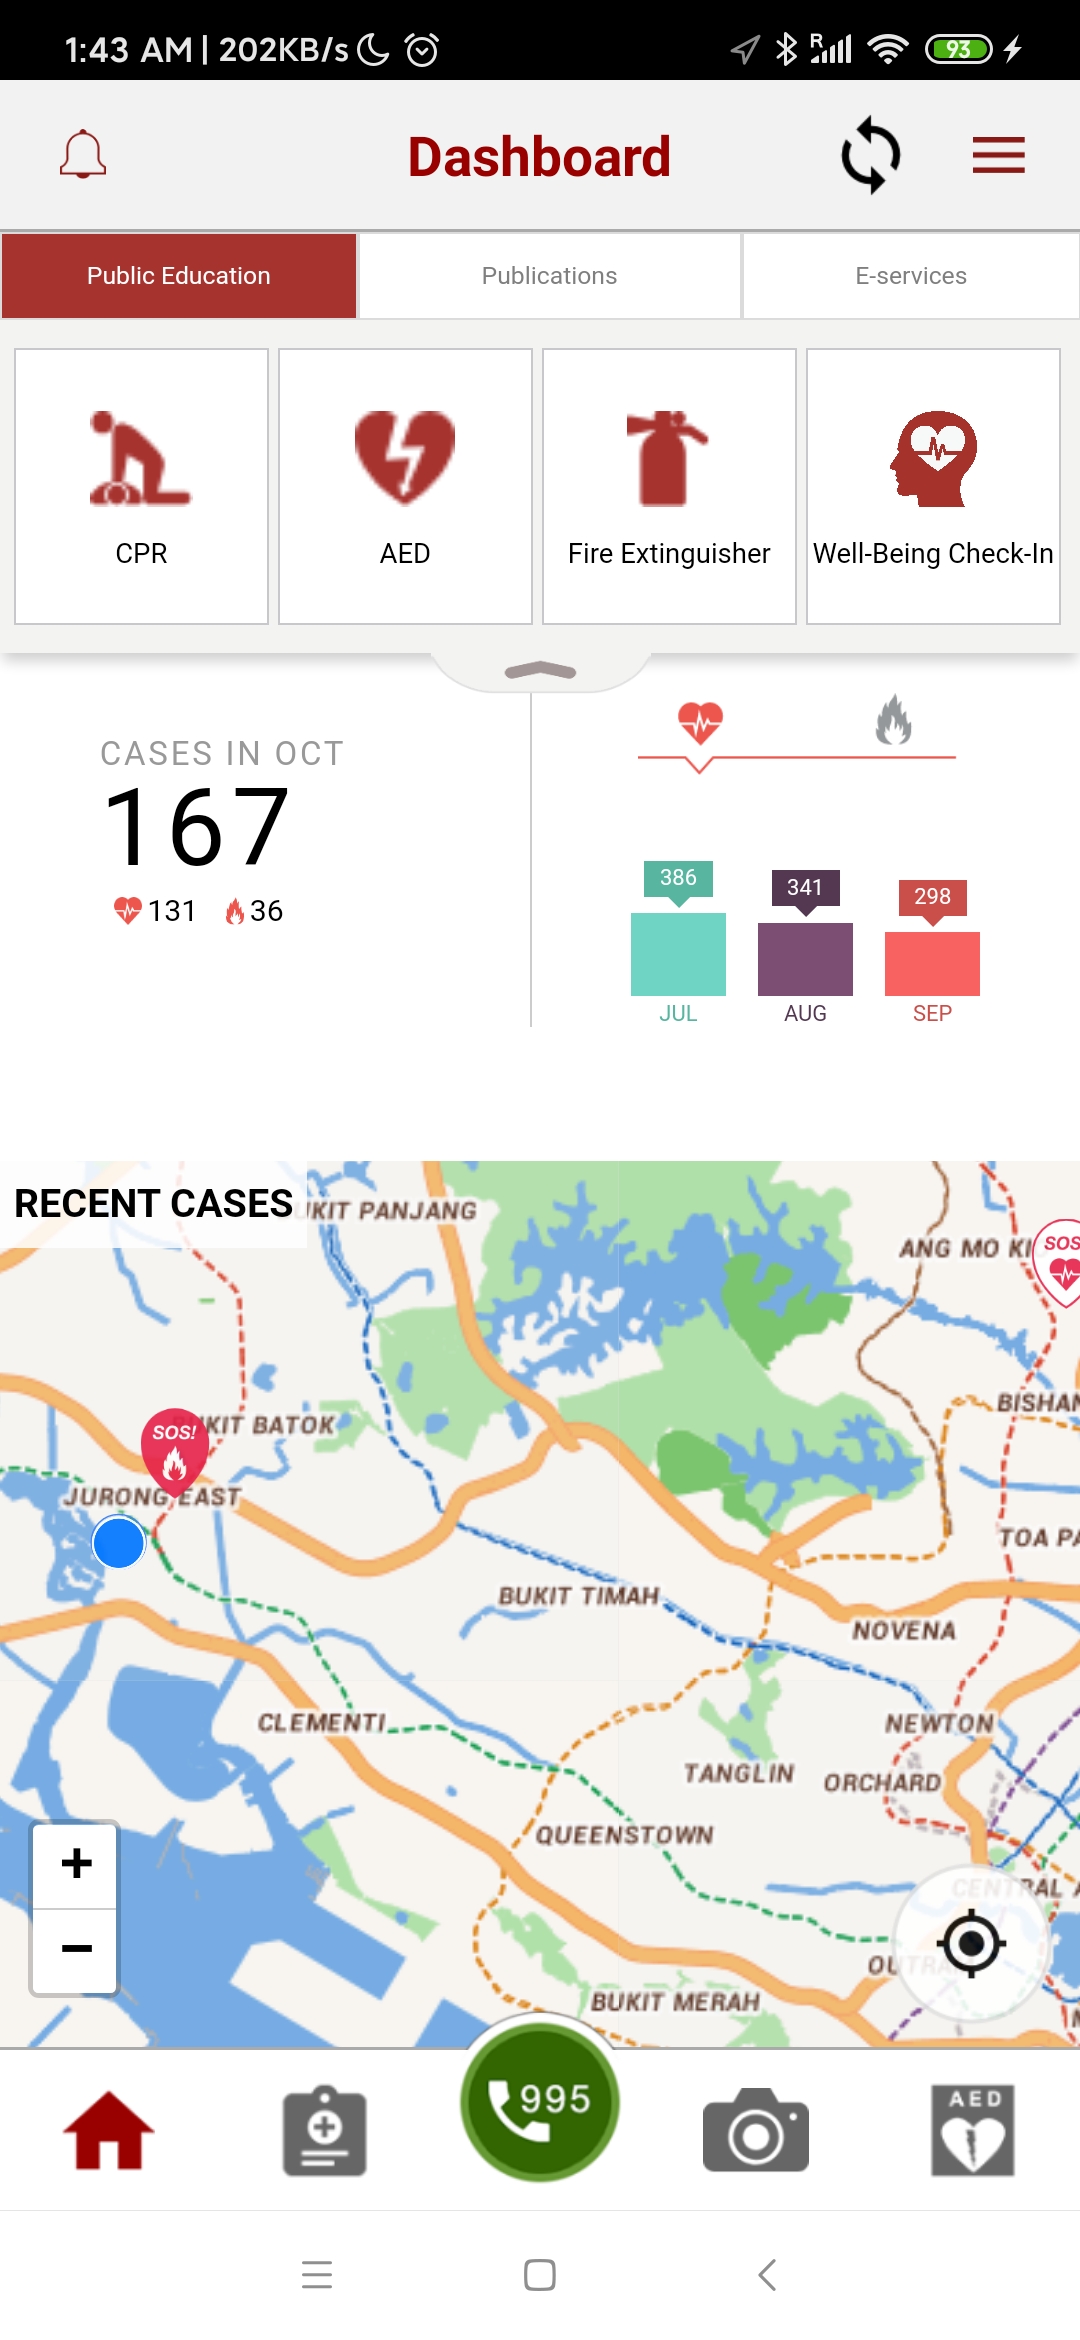 1:43 AM | 202KB/s
R
93
Dashboard
Public Education
Publications
E-services
CPR
AED
Fire Extinguisher
Well-Being Check-In
CASES IN OCT
167
131
36
386
341
298
JUL
AUG
SEP
RECENT CASES
UKIT PANJANG
ANG MO KI
SOS
BISHAN
SOS!
UKIT BATOK
JURONG EAST
TOA PA
BUKIT TIMAH
NOVENA
CLEMENTI
NEWTON
TANGLIN
ORCHARD
QUEENSTOWN
+
CENTRAL A
−
OUTRA
BUKIT MERAH
995
AED